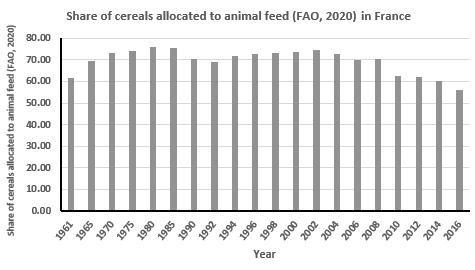 Share of cereals allocated to animal feed (FAO, 2020) in France
Share of cereals allocated to animal feed (FAO, 2020)
80.00
70.00
60.00
50.00
40.00
30.00
20.00
10.00
0.00
1961 1965 1970 1975 1980 1985 1990 1992 1994 1996 1998 2000 2002 2004 2006 2008 2010 2012 2014 2016
Year